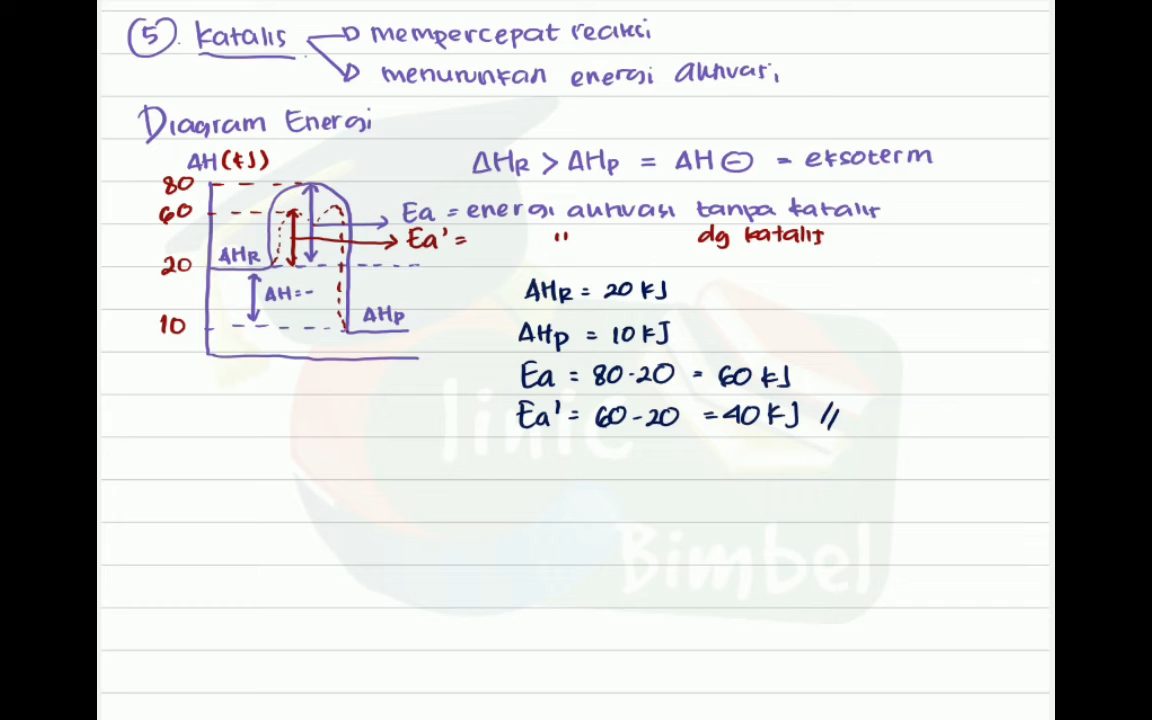 5. Katalis → mempercepat reaksi
→ menurunkan energi aktivasi
Diagram Energi
ΔH (kJ)
ΔHR > ΔHp = ΔH ⊖ = eksoterm
80
60
Ea = energi aktivasi tanpa katalis
Ea' = " dg katalis
ΔHR
20
ΔH = -
ΔHp
10
ΔHR = 20 kJ
ΔHp = 10 kJ
Ea = 80 - 20 = 60 kJ
Ea' = 60 - 20 = 40 kJ //
linic
Bimbel